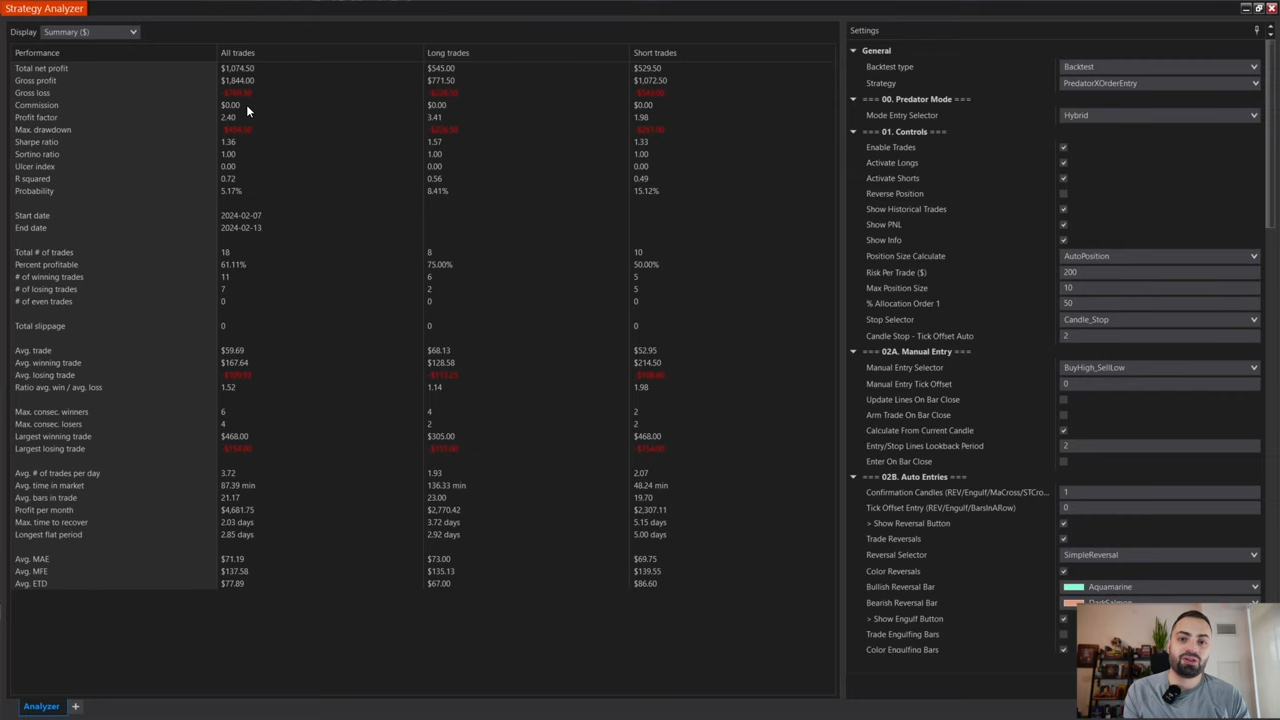 Strategy Analyzer
Display Summary ($)
Performance All trades Long trades Short trades
Total net profit $1,074.50 $545.00 $529.50
Gross profit $1,844.00 $771.50 $1,072.50
Gross loss
Commission $0.00 $0.00 $0.00
Profit factor 2.40 3.41 1.98
Max. drawdown
Sharpe ratio 1.36 1.57 1.33
Sortino ratio 1.00 1.00 1.00
Ulcer index 0.00 0.00 0.00
R squared 0.72 0.56 0.49
Probability 5.17% 8.41% 15.12%
Start date 2024-02-07
End date 2024-02-13
Total # of trades 18 8 10
Percent profitable 61.11% 75.00% 50.00%
# of winning trades 11 6 5
# of losing trades 7 2 5
# of even trades 0 0 0
Total slippage 0 0 0
Avg. trade $59.69 $68.13 $52.95
Avg. winning trade $167.64 $128.58 $214.50
Avg. losing trade
Ratio avg. win / avg. loss 1.52 1.14 1.98
Max. consec. winners 6 4 2
Max. consec. losers 4 2 2
Largest winning trade $468.00 $305.00 $468.00
Largest losing trade
Avg. # of trades per day 3.72 1.93 2.07
Avg. time in market 87.39 min 136.33 min 48.24 min
Avg. bars in trade 21.17 23.00 19.70
Profit per month $4,681.75 $2,770.42 $2,307.11
Max. time to recover 2.03 days 3.72 days 5.15 days
Longest flat period 2.85 days 2.92 days 5.00 days
Avg. MAE $71.19 $73.00 $69.75
Avg. MFE $137.58 $135.13 $139.55
Avg. ETD $77.89 $67.00 $86.60
Analyzer +
Settings
General
Backtest type Backtest
Strategy PredatorXOrderEntry
=== 00. Predator Mode ===
Mode Entry Selector Hybrid
=== 01. Controls ===
Enable Trades
Activate Longs
Activate Shorts
Reverse Position
Show Historical Trades
Show PNL
Show Info
Position Size Calculate AutoPosition
Risk Per Trade ($) 200
Max Position Size 10
% Allocation Order 1 50
Stop Selector Candle_Stop
Candle Stop - Tick Offset Auto 2
=== 02A. Manual Entry ===
Manual Entry Selector BuyHigh_SellLow
Manual Entry Tick Offset 0
Update Lines On Bar Close
Arm Trade On Bar Close
Calculate From Current Candle
Entry/Stop Lines Lookback Period 2
Enter On Bar Close
=== 02B. Auto Entries ===
Confirmation Candles (REV/Engulf/MaCross/STCro... 1
Tick Offset Entry (REV/Engulf/BarsInARow) 0
> Show Reversal Button
Trade Reversals
Reversal Selector SimpleReversal
Color Reversals
Bullish Reversal Bar Aquamarine
Bearish Reversal Bar DarkSalmon
> Show Engulf Button
Trade Engulfing Bars
Color Engulfing Bars